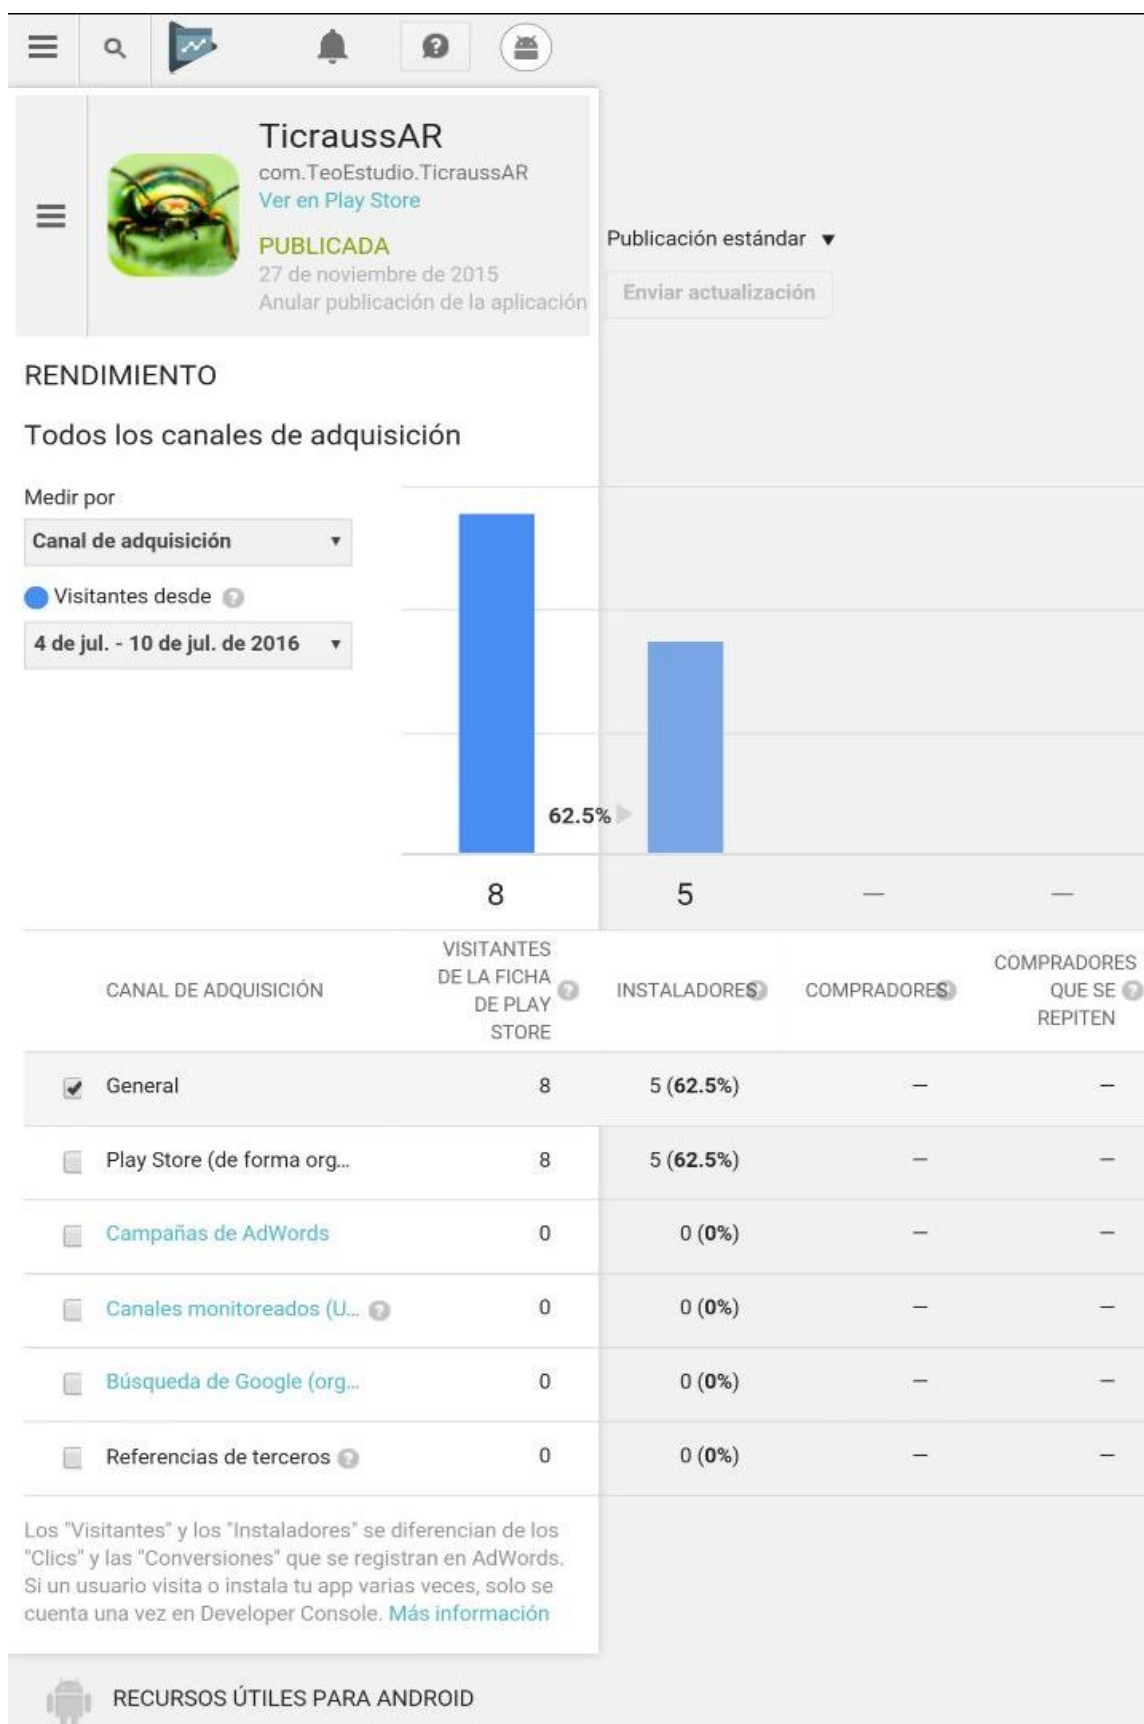 TicraussAR
com.TeoEstudio.TicraussAR
Ver en Play Store
PUBLICADA
27 de noviembre de 2015
Anular publicación de la aplicación
Publicación estándar
Enviar actualización
RENDIMIENTO
Todos los canales de adquisición
Medir por
Canal de adquisición
Visitantes desde
4 de jul. - 10 de jul. de 2016
62.5%
8 5 — —
CANAL DE ADQUISICIÓN
VISITANTES
DE LA FICHA
DE PLAY
STORE
INSTALADORES
COMPRADORES
COMPRADORES
QUE SE
REPITEN
General 8 5 (62.5%) — —
Play Store (de forma org... 8 5 (62.5%) — —
Campañas de AdWords 0 0 (0%) — —
Canales monitoreados (U... 0 0 (0%) — —
Búsqueda de Google (org... 0 0 (0%) — —
Referencias de terceros 0 0 (0%) — —
Los "Visitantes" y los "Instaladores" se diferencian de los
"Clics" y las "Conversiones" que se registran en AdWords.
Si un usuario visita o instala tu app varias veces, solo se
cuenta una vez en Developer Console. Más información
RECURSOS ÚTILES PARA ANDROID